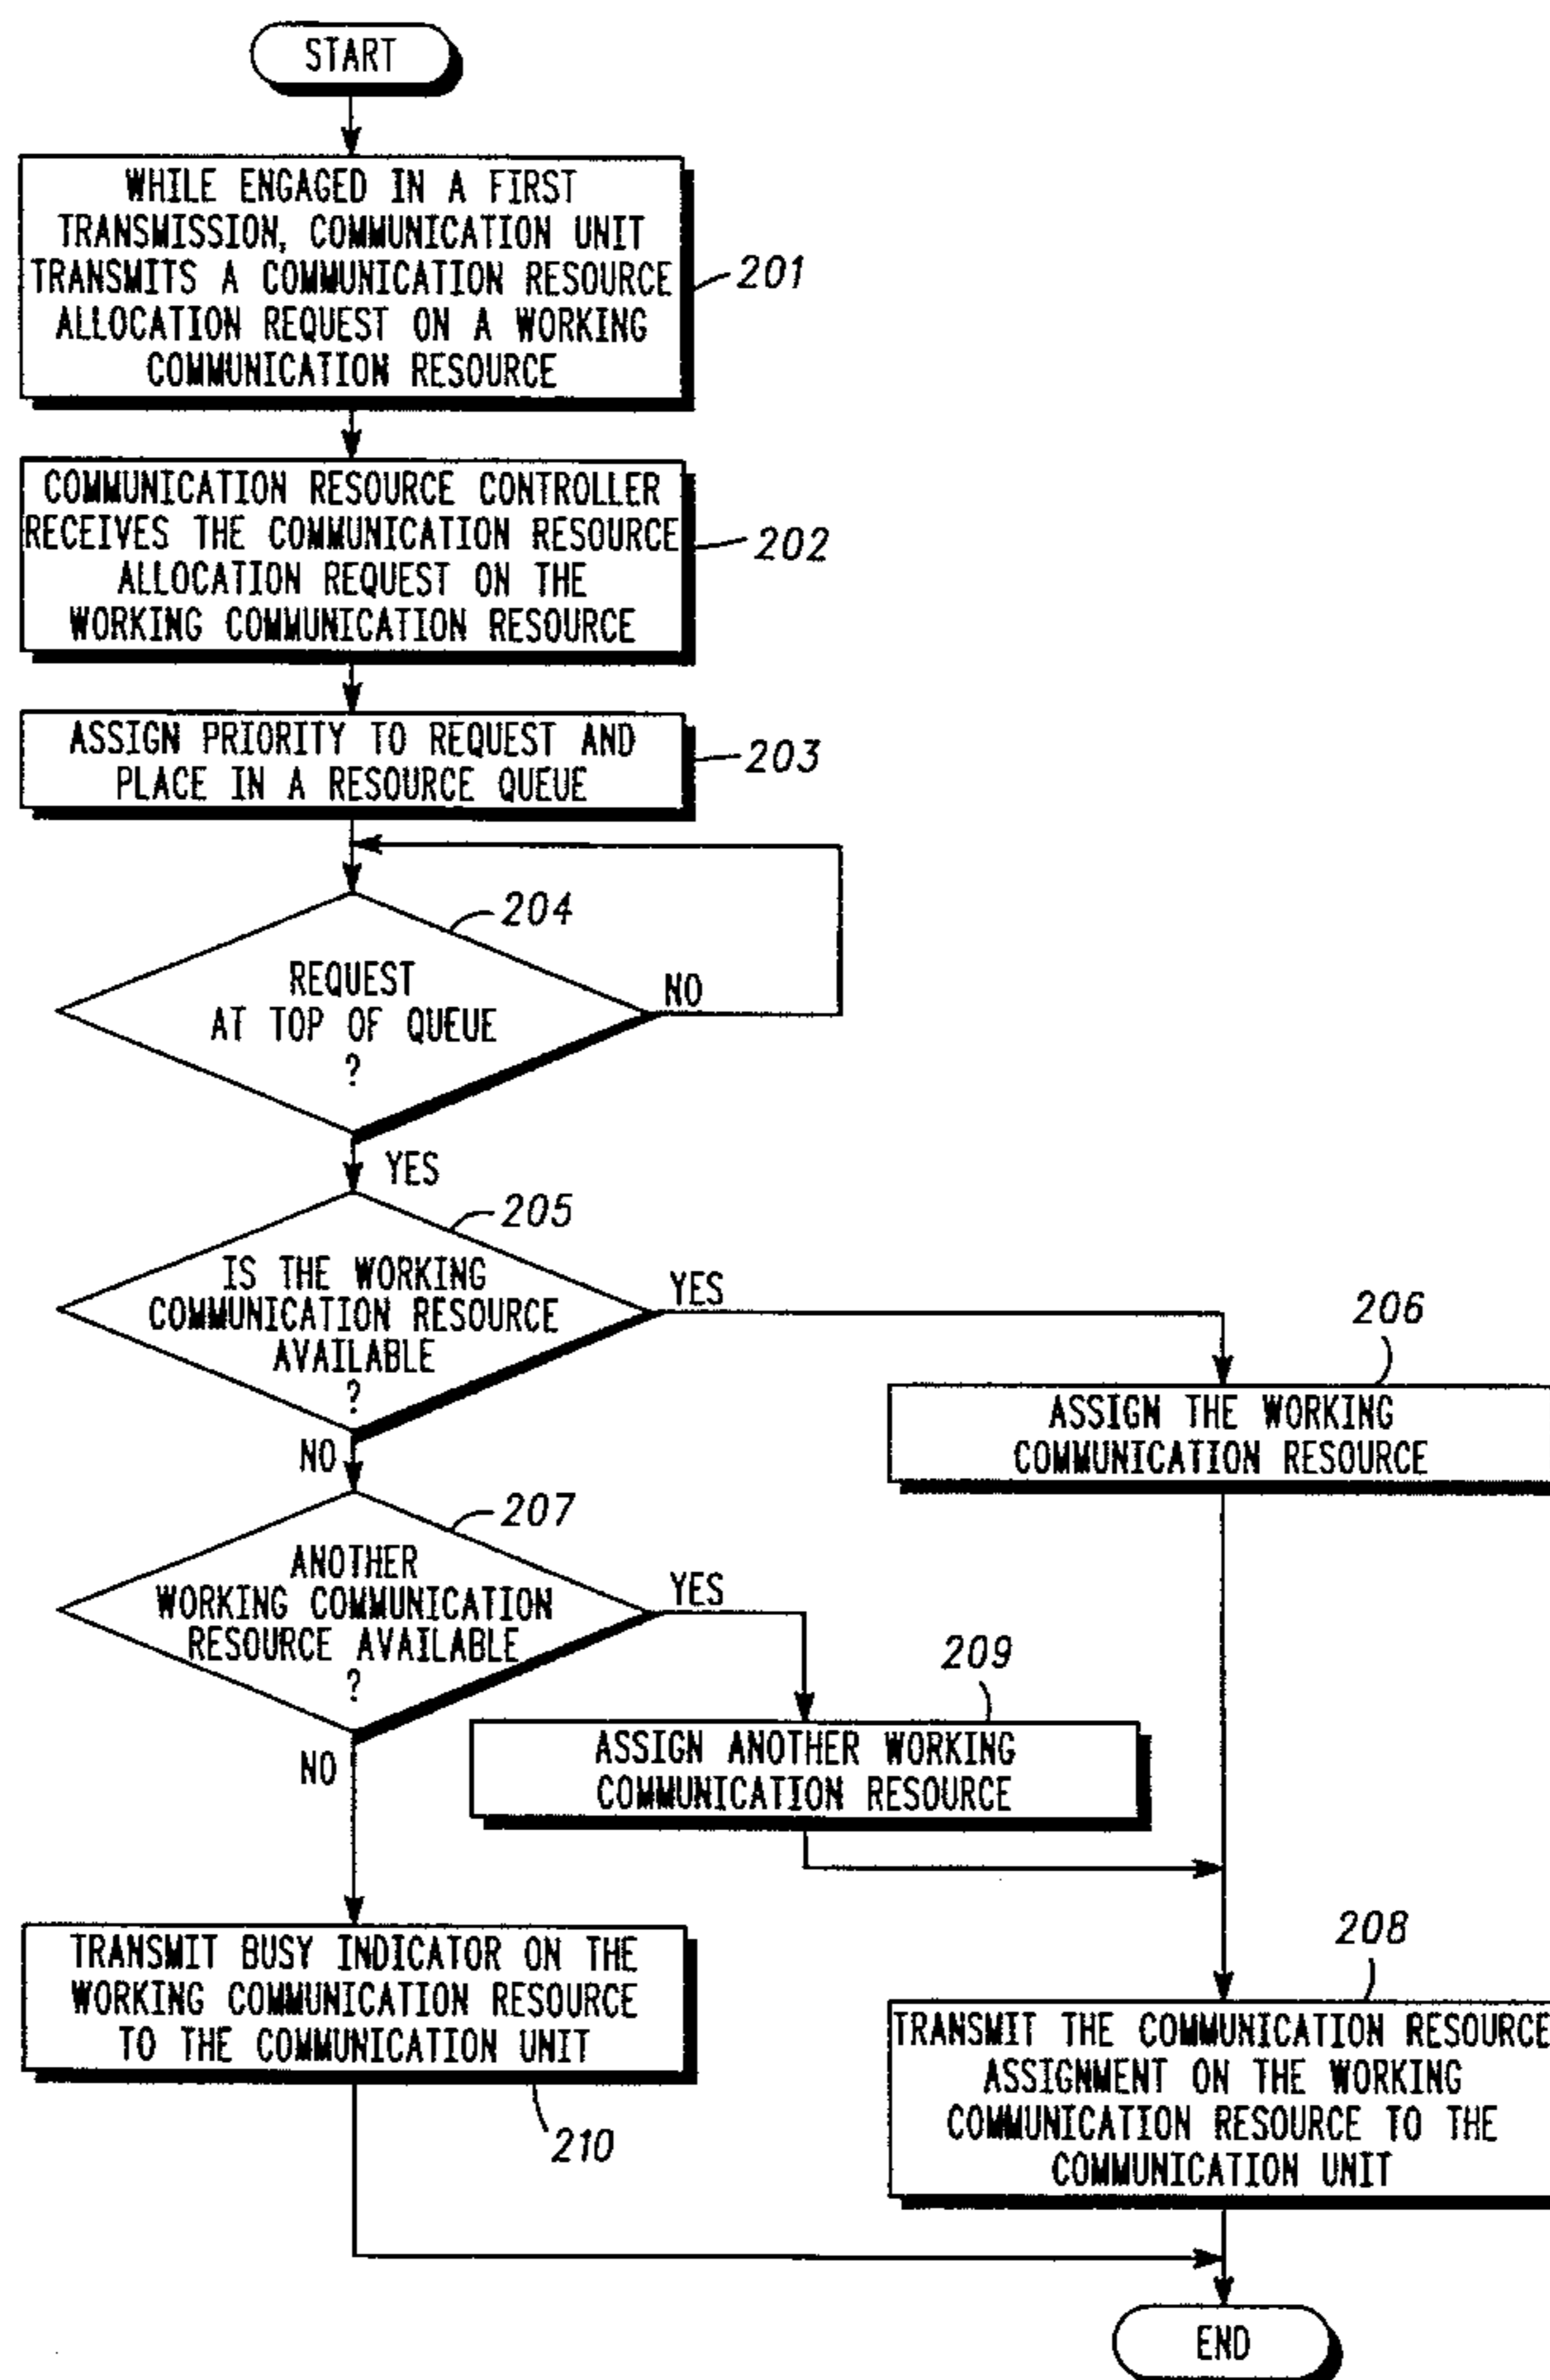 START
WHILE ENGAGED IN A FIRST
TRANSMISSION, COMMUNICATION UNIT
TRANSMITS A COMMUNICATION RESOURCE
ALLOCATION REQUEST ON A WORKING
COMMUNICATION RESOURCE
201
COMMUNICATION RESOURCE CONTROLLER
RECEIVES THE COMMUNICATION RESOURCE
ALLOCATION REQUEST ON THE
WORKING COMMUNICATION RESOURCE
202
ASSIGN PRIORITY TO REQUEST AND
PLACE IN A RESOURCE QUEUE
203
204
REQUEST
AT TOP OF QUEUE
?
NO
YES
205
IS THE WORKING
COMMUNICATION RESOURCE
AVAILABLE
?
YES
NO
206
ASSIGN THE WORKING
COMMUNICATION RESOURCE
207
ANOTHER
WORKING COMMUNICATION
RESOURCE AVAILABLE
?
YES
NO
209
ASSIGN ANOTHER WORKING
COMMUNICATION RESOURCE
TRANSMIT BUSY INDICATOR ON THE
WORKING COMMUNICATION RESOURCE
TO THE COMMUNICATION UNIT
210
208
TRANSMIT THE COMMUNICATION RESOURCE
ASSIGNMENT ON THE WORKING
COMMUNICATION RESOURCE TO THE
COMMUNICATION UNIT
END